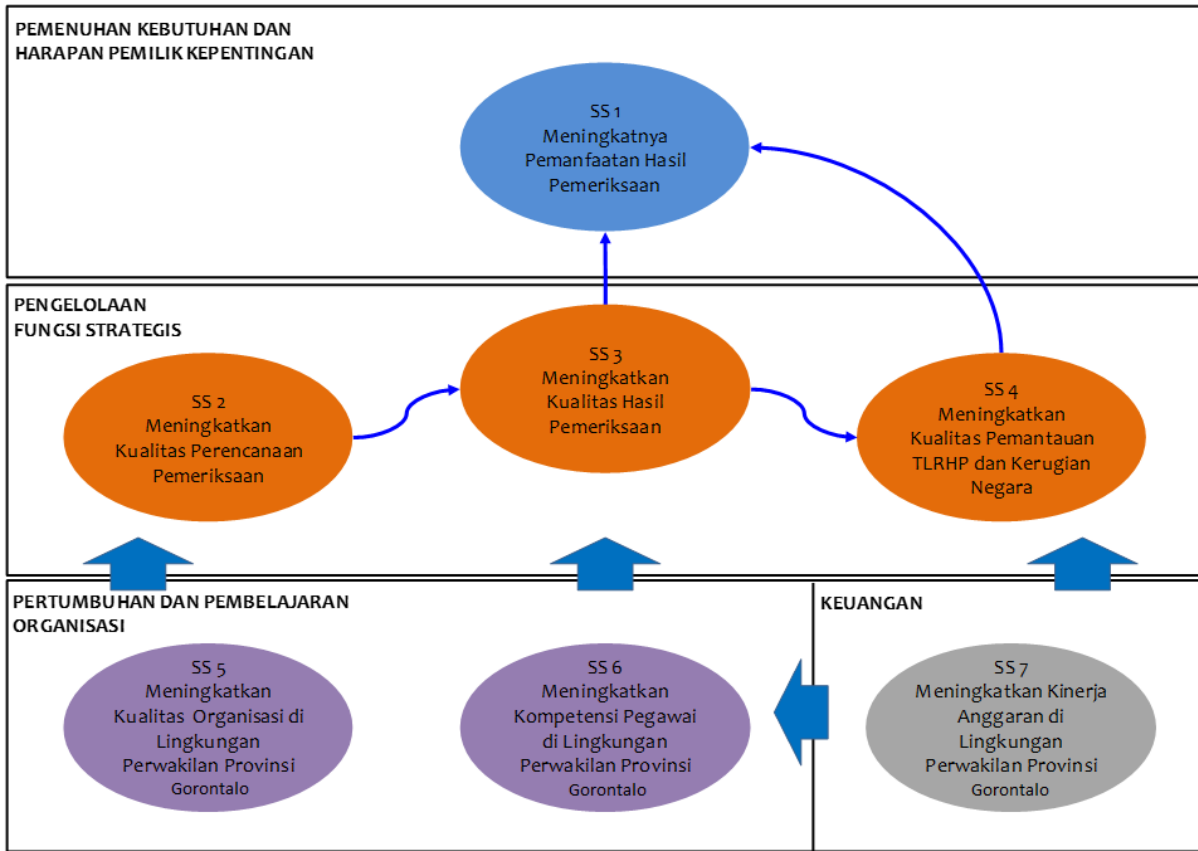 PEMENUHAN KEBUTUHAN DAN
HARAPAN PEMILIK KEPENTINGAN
SS 1
Meningkatnya
Pemanfaatan Hasil
Pemeriksaan
PENGELOLAAN
FUNGSI STRATEGIS
SS 2
Meningkatkan
Kualitas Perencanaan
Pemeriksaan
SS 3
Meningkatkan
Kualitas Hasil
Pemeriksaan
SS 4
Meningkatkan
Kualitas Pemantauan
TLRHP dan Kerugian
Negara
PERTUMBUHAN DAN PEMBELAJARAN
ORGANISASI
SS 5
Meningkatkan
Kualitas Organisasi di
Lingkungan
Perwakilan Provinsi
Gorontalo
SS 6
Meningkatkan
Kompetensi Pegawai
di Lingkungan
Perwakilan Provinsi
Gorontalo
KEUANGAN
SS 7
Meningkatkan Kinerja
Anggaran di
Lingkungan
Perwakilan Provinsi
Gorontalo